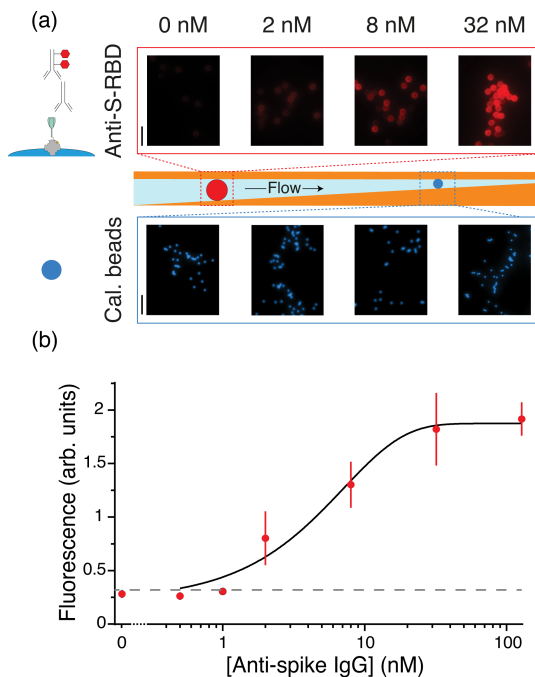 (a)
0 nM 2 nM 8 nM 32 nM
Anti-S-RBD
Flow
Cal. beads
(b)
Fluorescence (arb. units)
2
1.5
1
0.5
0
0 1 10 100
[Anti-spike IgG] (nM)